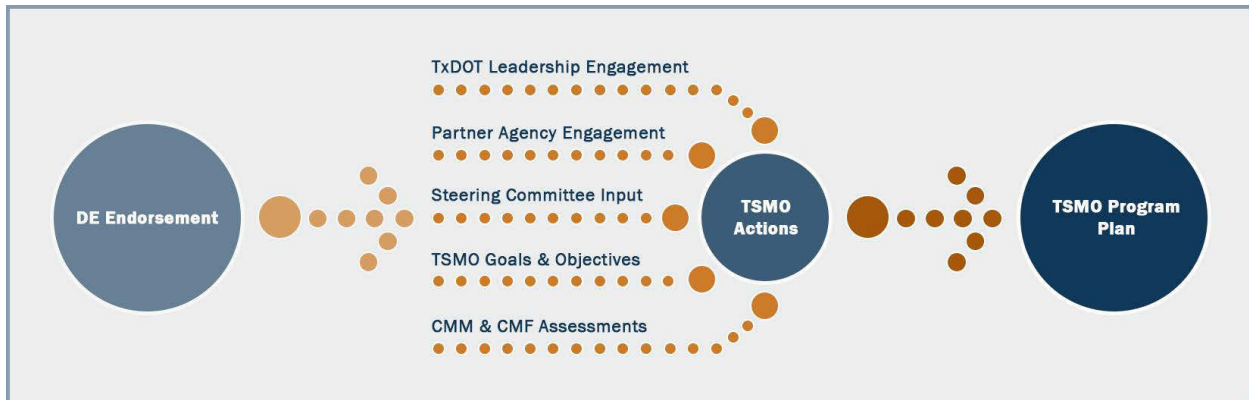 DE Endorsement
TxDOT Leadership Engagement
Partner Agency Engagement
Steering Committee Input
TSMO Goals & Objectives
CMM & CMF Assessments
TSMO
Actions
TSMO Program
Plan